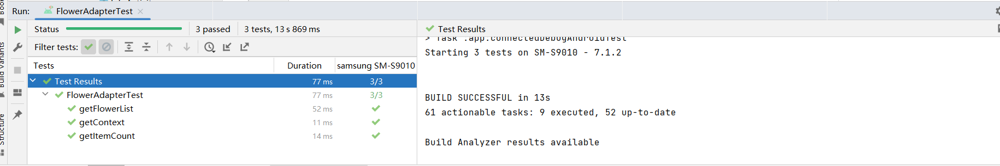 Run: FlowerAdapterTest
Status 3 passed 3 tests, 13 s 869 ms
Filter tests:
Tests Duration samsung SM-S9010
Test Results 77 ms 3/3
FlowerAdapterTest 77 ms 3/3
getFlowerList 52 ms
getContext 11 ms
getItemCount 14 ms
Test Results
> Task :app:connectedDebugAndroidTest
Starting 3 tests on SM-S9010 - 7.1.2
BUILD SUCCESSFUL in 13s
61 actionable tasks: 9 executed, 52 up-to-date
Build Analyzer results available
Build Variants
Structure